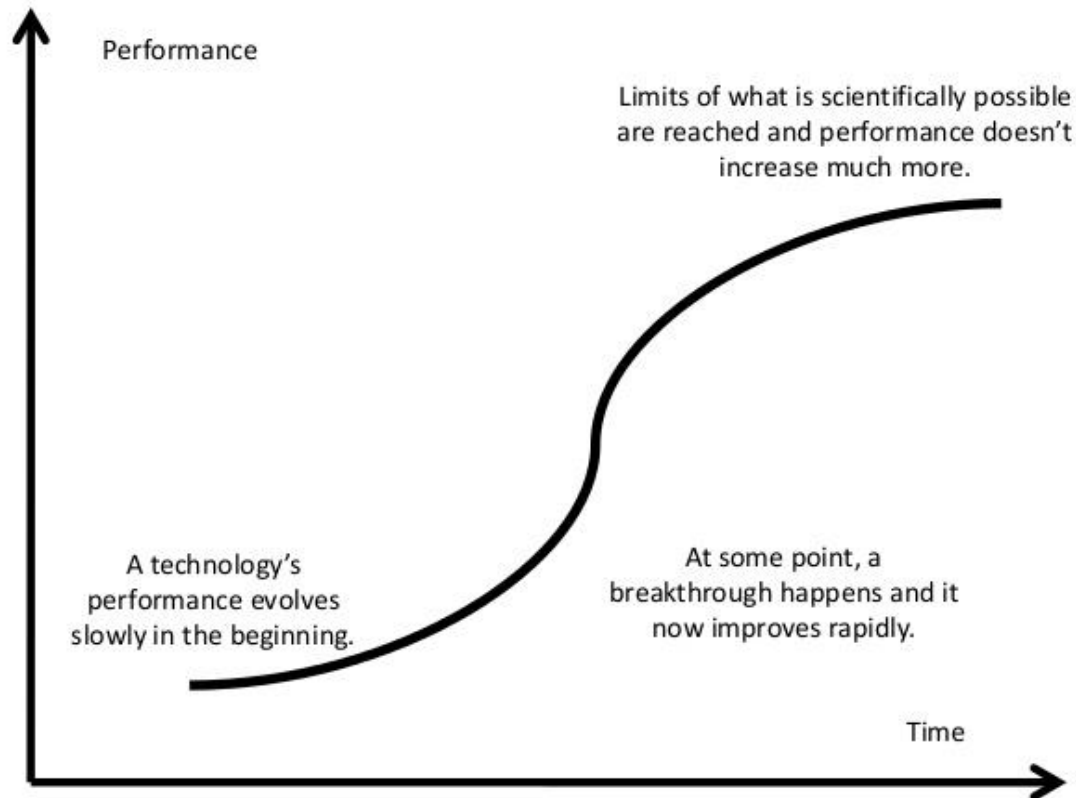 Performance
Limits of what is scientifically possible
are reached and performance doesn’t
increase much more.
A technology’s
performance evolves
slowly in the beginning.
At some point, a
breakthrough happens and it
now improves rapidly.
Time